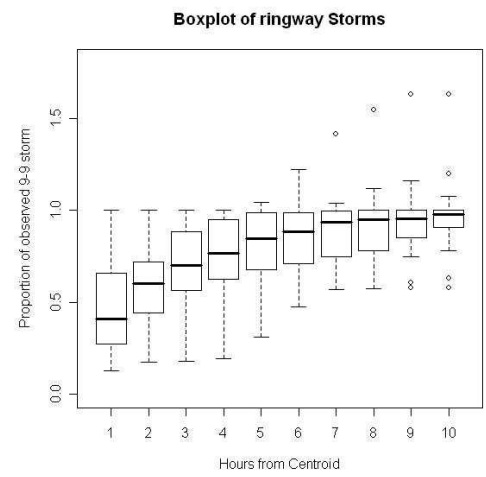 Boxplot of ringway Storms
Proportion of observed 9-9 storm
1.5
1.0
0.5
0.0
1 2 3 4 5 6 7 8 9 10
Hours from Centroid